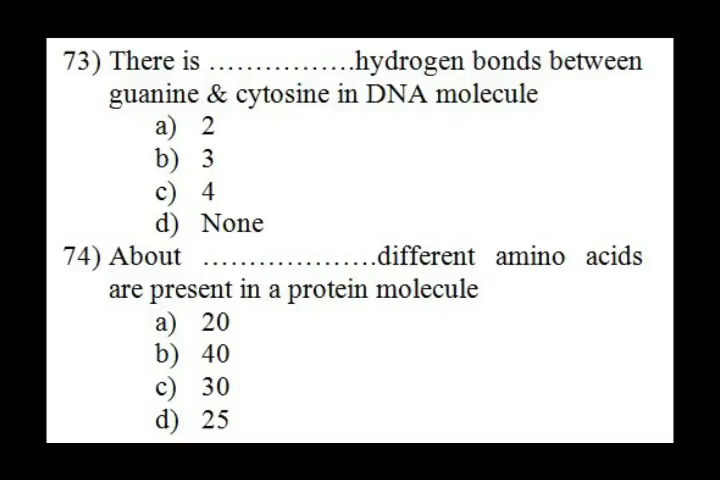 73) There is ................hydrogen bonds between
guanine & cytosine in DNA molecule
a) 2
b) 3
c) 4
d) None
74) About ...................different amino acids
are present in a protein molecule
a) 20
b) 40
c) 30
d) 25